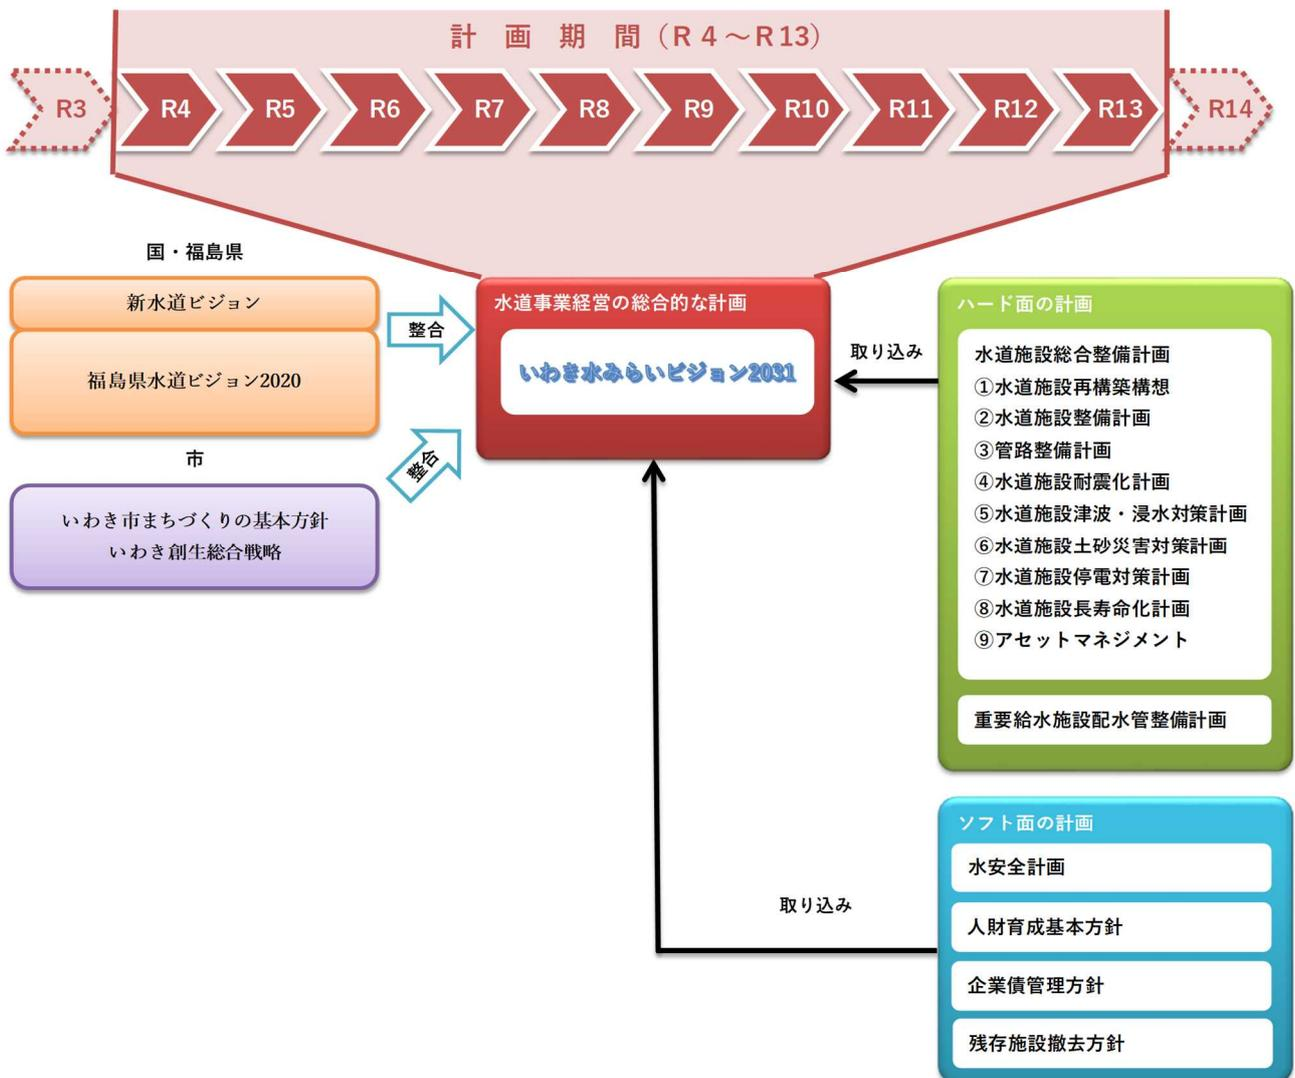 計 画 期 間（R 4 ～R 13）
R3 R4 R5 R6 R7 R8 R9 R10 R11 R12 R13 R14
国・福島県
新水道ビジョン
福島県水道ビジョン2020
整合
市
いわき市まちづくりの基本方針
いわき創生総合戦略
整合
水道事業経営の総合的な計画
いわき水みらいビジョン2031
取り込み
ハード面の計画
水道施設総合整備計画
①水道施設再構築構想
②水道施設整備計画
③管路整備計画
④水道施設耐震化計画
⑤水道施設津波・浸水対策計画
⑥水道施設土砂災害対策計画
⑦水道施設停電対策計画
⑧水道施設長寿命化計画
⑨アセットマネジメント
重要給水施設配水管整備計画
取り込み
ソフト面の計画
水安全計画
人財育成基本方針
企業債管理方針
残存施設撤去方針